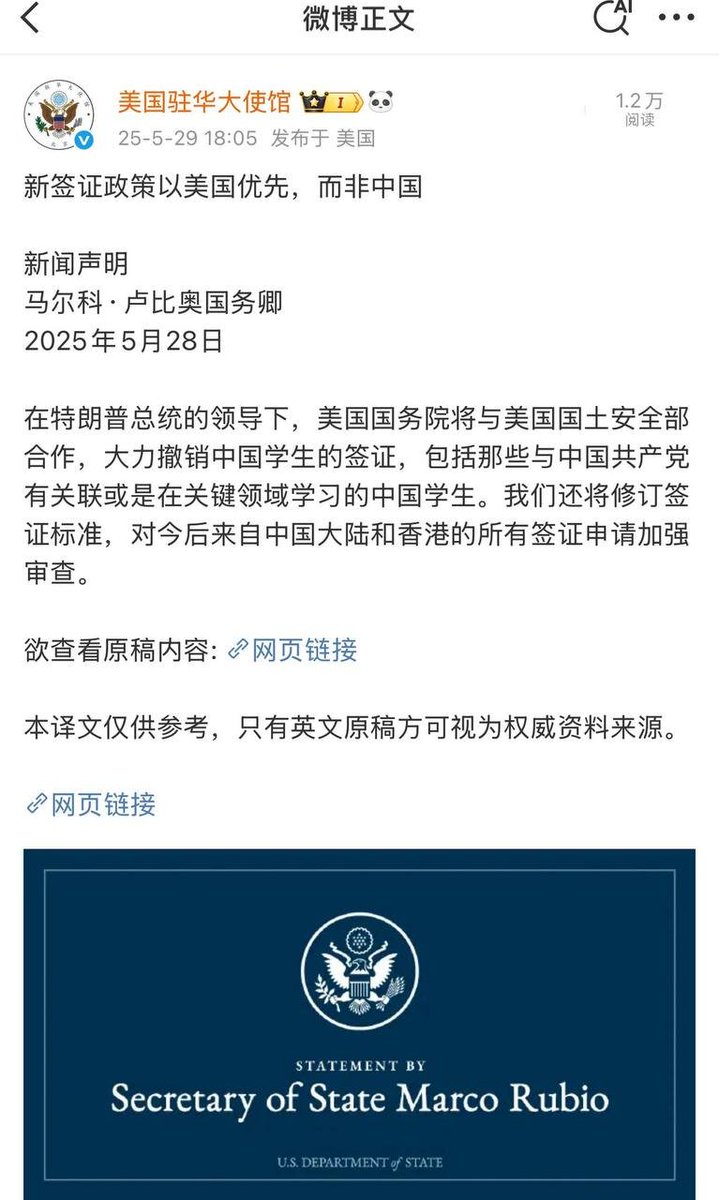 微博正文
AI
美国驻华大使馆
I
25-5-29 18:05 发布于 美国
1.2万
阅读
新签证政策以美国优先，而非中国
新闻声明
马尔科·卢比奥国务卿
2025年5月28日
在特朗普总统的领导下，美国国务院将与美国国土安全部
合作，大力撤销中国学生的签证，包括那些与中国共产党
有关联或是在关键领域学习的中国学生。我们还将修订签
证标准，对今后来自中国大陆和香港的所有签证申请加强
审查。
欲查看原稿内容: 网页链接
本译文仅供参考，只有英文原稿方可视为权威资料来源。
网页链接
STATEMENT BY
Secretary of State Marco Rubio
U.S. DEPARTMENT of STATE